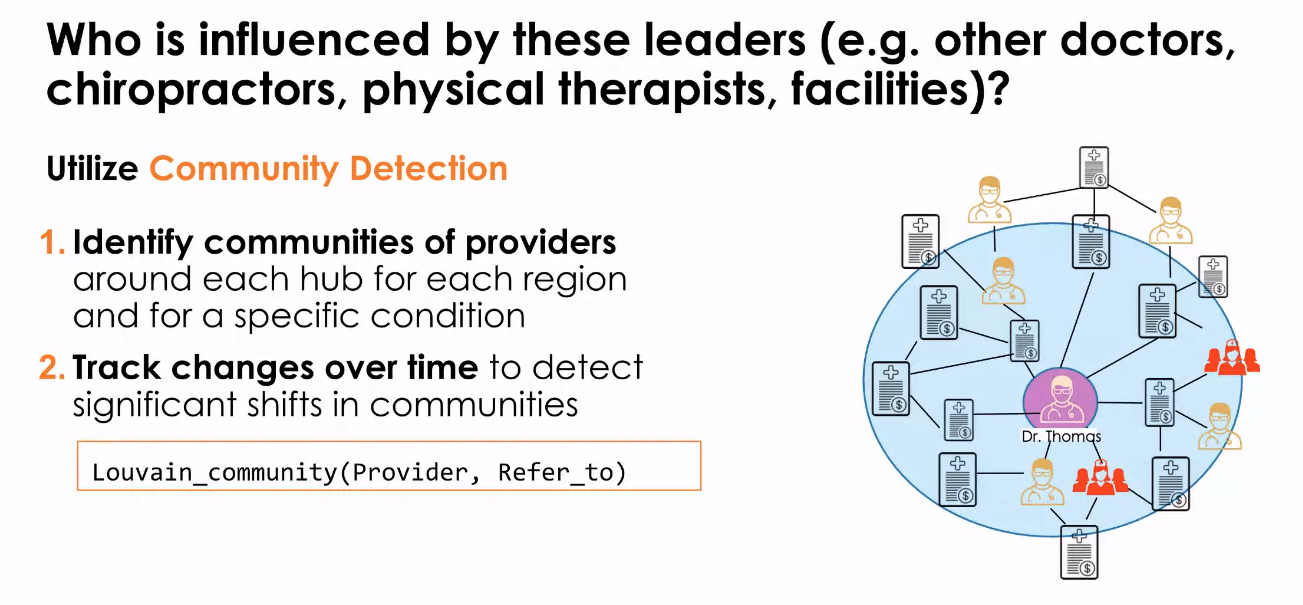 Who is influenced by these leaders (e.g. other doctors,
chiropractors, physical therapists, facilities)?
Utilize Community Detection
1. Identify communities of providers
around each hub for each region
and for a specific condition
2. Track changes over time to detect
significant shifts in communities
Louvain_community(Provider, Refer_to)
Dr. Thomas